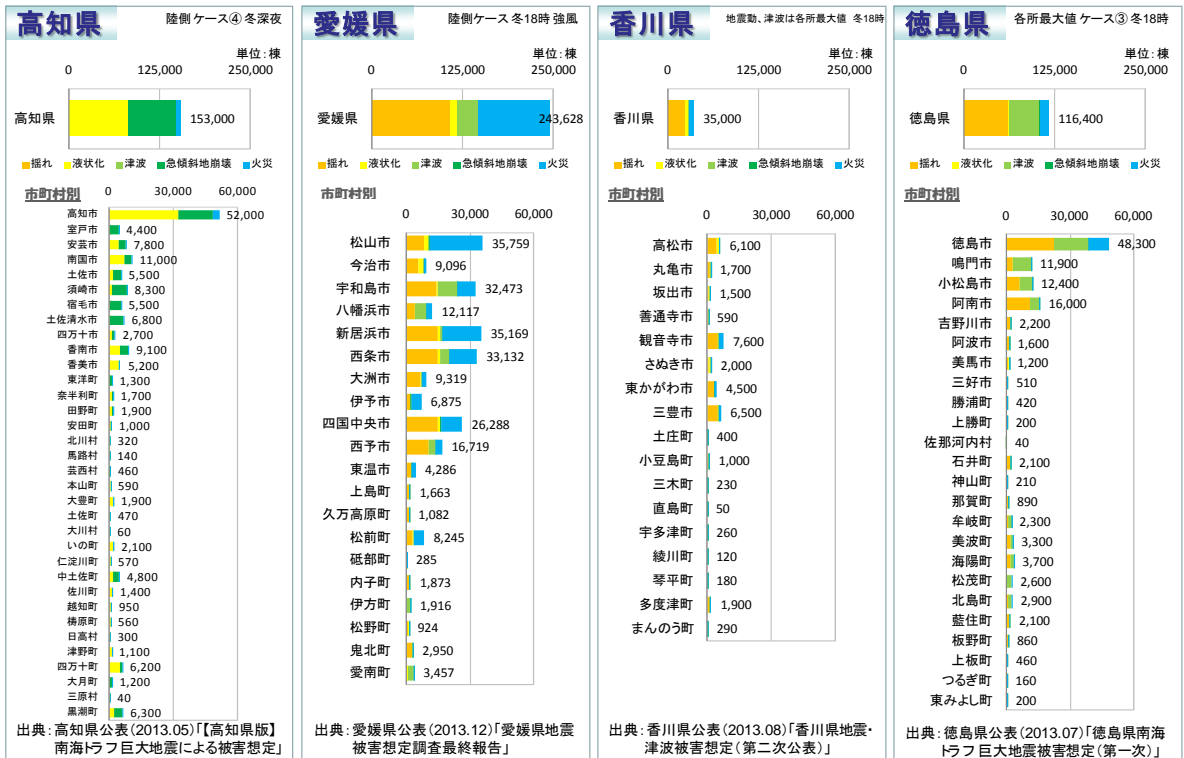 高知県
陸側 ケース④ 冬深夜
単位：棟
0 125,000 250,000
高知県 153,000
揺れ 液状化 津波 急傾斜地崩壊 火災
市町村別
0 30,000 60,000
高知市 52,000
室戸市 4,400
安芸市 7,800
南国市 11,000
土佐市 5,500
須崎市 8,300
宿毛市 5,500
土佐清水市 6,800
四万十市 2,700
香南市 9,100
香美市 5,200
東洋町 1,300
奈半利町 1,700
田野町 1,900
安田町 1,000
北川村 320
馬路村 140
芸西村 460
本山町 590
大豊町 1,900
土佐町 470
大川村 60
いの町 2,100
仁淀川町 570
中土佐町 4,800
佐川町 1,400
越知町 950
梼原町 560
日高村 300
津野町 1,100
四万十町 6,200
大月町 1,200
三原村 40
黒潮町 6,300
出典：高知県公表（2013.05）「【高知県版】
南海トラフ巨大地震による被害想定」
愛媛県
陸側ケース 冬18時 強風
単位：棟
0 125,000 250,000
愛媛県 243,628
揺れ 液状化 津波 急傾斜地崩壊 火災
市町村別
0 30,000 60,000
松山市 35,759
今治市 9,096
宇和島市 32,473
八幡浜市 12,117
新居浜市 35,169
西条市 33,132
大洲市 9,319
伊予市 6,875
四国中央市 26,288
西予市 16,719
東温市 4,286
上島町 1,663
久万高原町 1,082
松前町 8,245
砥部町 285
内子町 1,873
伊方町 1,916
松野町 924
鬼北町 2,950
愛南町 3,457
出典：愛媛県公表（2013.12）「愛媛県地震
被害想定調査最終報告」
香川県
地震動、津波は各所最大値 冬18時
単位：棟
0 125,000 250,000
香川県 35,000
揺れ 液状化 津波 急傾斜地崩壊 火災
市町村別
0 30,000 60,000
高松市 6,100
丸亀市 1,700
坂出市 1,500
善通寺市 590
観音寺市 7,600
さぬき市 2,000
東かがわ市 4,500
三豊市 6,500
土庄町 400
小豆島町 1,000
三木町 230
直島町 50
宇多津町 260
綾川町 120
琴平町 180
多度津町 1,900
まんのう町 290
出典：香川県公表（2013.08）「香川県地震・
津波被害想定（第二次公表）」
徳島県
各所最大値 ケース③ 冬18時
単位：棟
0 125,000 250,000
徳島県 116,400
揺れ 液状化 津波 急傾斜地崩壊 火災
市町村別
0 30,000 60,000
徳島市 48,300
鳴門市 11,900
小松島市 12,400
阿南市 16,000
吉野川市 2,200
阿波市 1,600
美馬市 1,200
三好市 510
勝浦町 420
上勝町 200
佐那河内村 40
石井町 2,100
神山町 210
那賀町 890
牟岐町 2,300
美波町 3,300
海陽町 3,700
松茂町 2,600
北島町 2,900
藍住町 2,100
板野町 860
上板町 460
つるぎ町 160
東みよし町 200
出典：徳島県公表（2013.07）「徳島県南海
トラフ巨大地震被害想定（第一次）」